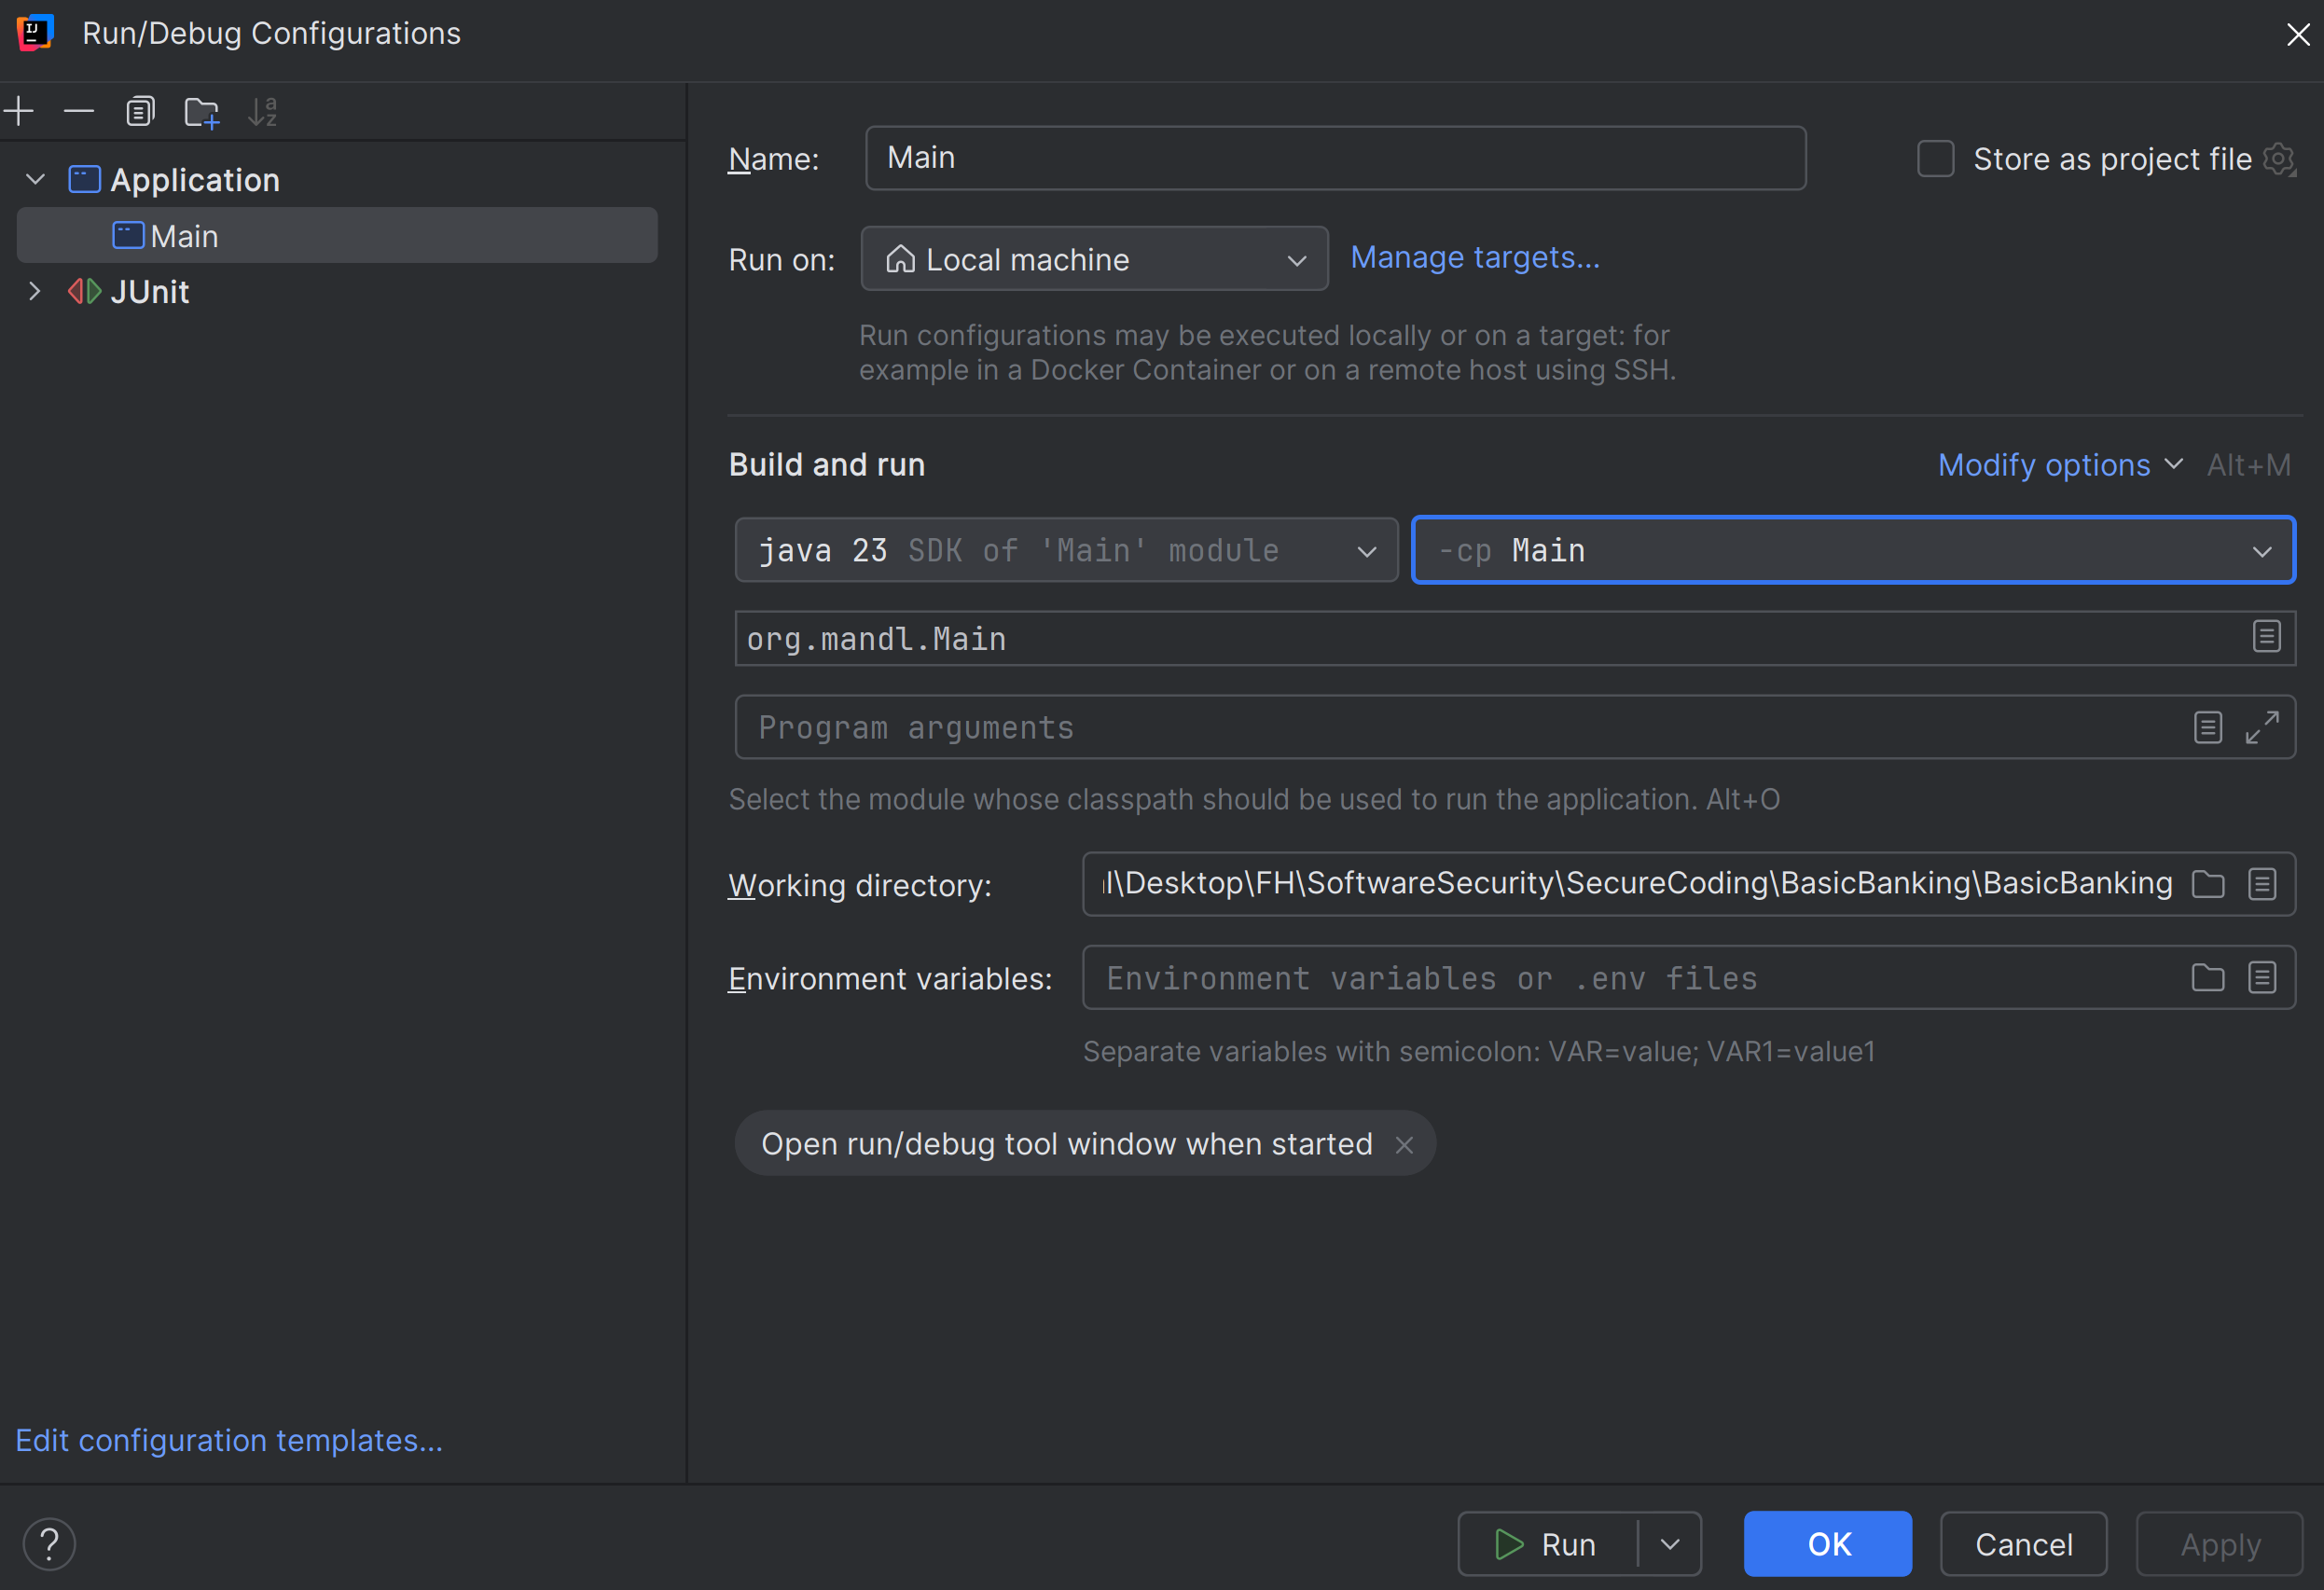 Run/Debug Configurations
Application
Main
JUnit
Edit configuration templates...
Name: Main
Store as project file
Run on: Local machine Manage targets...
Run configurations may be executed locally or on a target: for
example in a Docker Container or on a remote host using SSH.
Build and run
Modify options Alt+M
java 23 SDK of 'Main' module
-cp Main
org.mandl.Main
Program arguments
Select the module whose classpath should be used to run the application. Alt+O
Working directory: l\Desktop\FH\SoftwareSecurity\SecureCoding\BasicBanking\BasicBanking
Environment variables: Environment variables or .env files
Separate variables with semicolon: VAR=value; VAR1=value1
Open run/debug tool window when started
? Run OK Cancel Apply